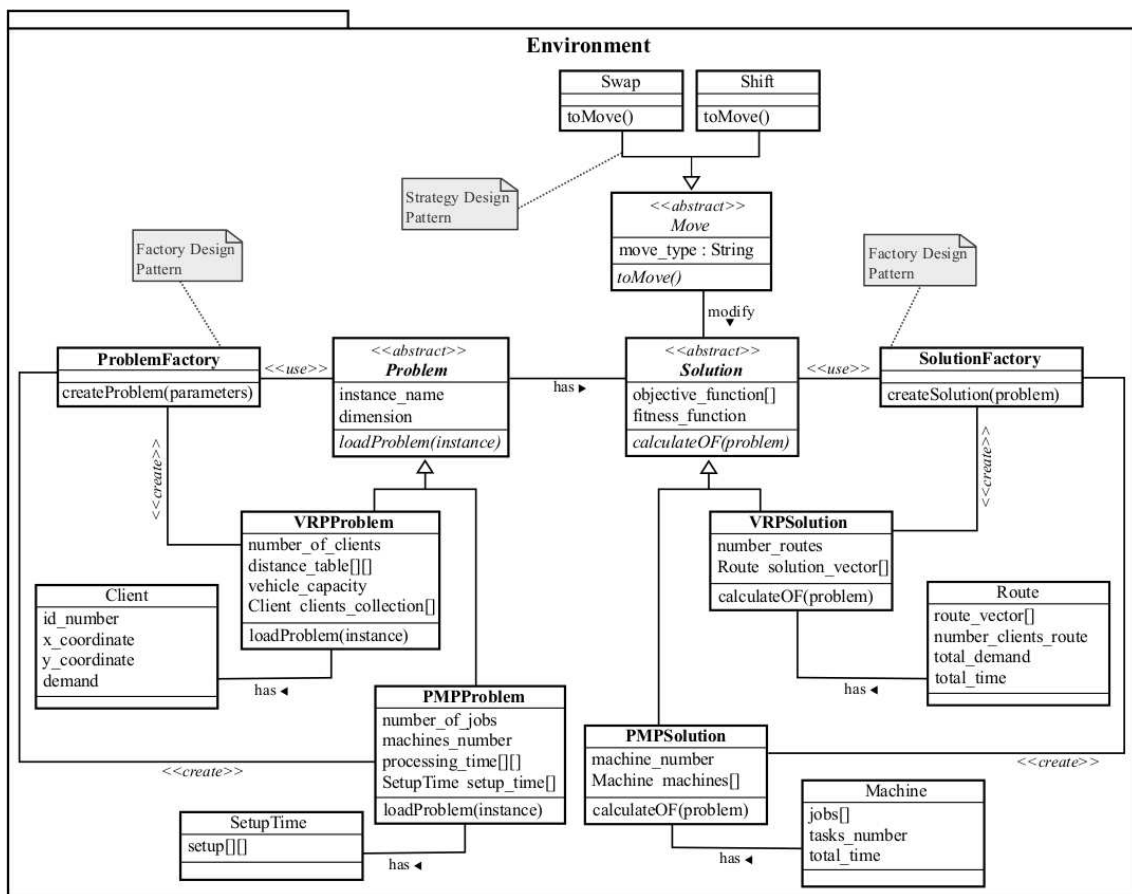 Environment
Swap
toMove()
Shift
toMove()
Strategy Design
Pattern
<<abstract>>
Move
move_type : String
toMove()
Factory Design
Pattern
Factory Design
Pattern
modify
▼
ProblemFactory
createProblem(parameters)
<<use>>
<<abstract>>
Problem
instance_name
dimension
loadProblem(instance)
has ►
<<abstract>>
Solution
objective_function[]
fitness_function
calculateOF(problem)
<<use>>
SolutionFactory
createSolution(problem)
<<create>>
<<create>>
VRPProblem
number_of_clients
distance_table[][]
vehicle_capacity
Client clients_collection[]
loadProblem(instance)
VRPSolution
number_routes
Route solution_vector[]
calculateOF(problem)
Client
id_number
x_coordinate
y_coordinate
demand
has ◄
Route
route_vector[]
number_clients_route
total_demand
total_time
has ◄
PMPProblem
number_of_jobs
machines_number
processing_time[][]
SetupTime setup_time[]
loadProblem(instance)
<<create>>
PMPSolution
machine_number
Machine machines[]
calculateOF(problem)
<<create>>
SetupTime
setup[][]
has ◄
Machine
jobs[]
tasks_number
total_time
has ◄